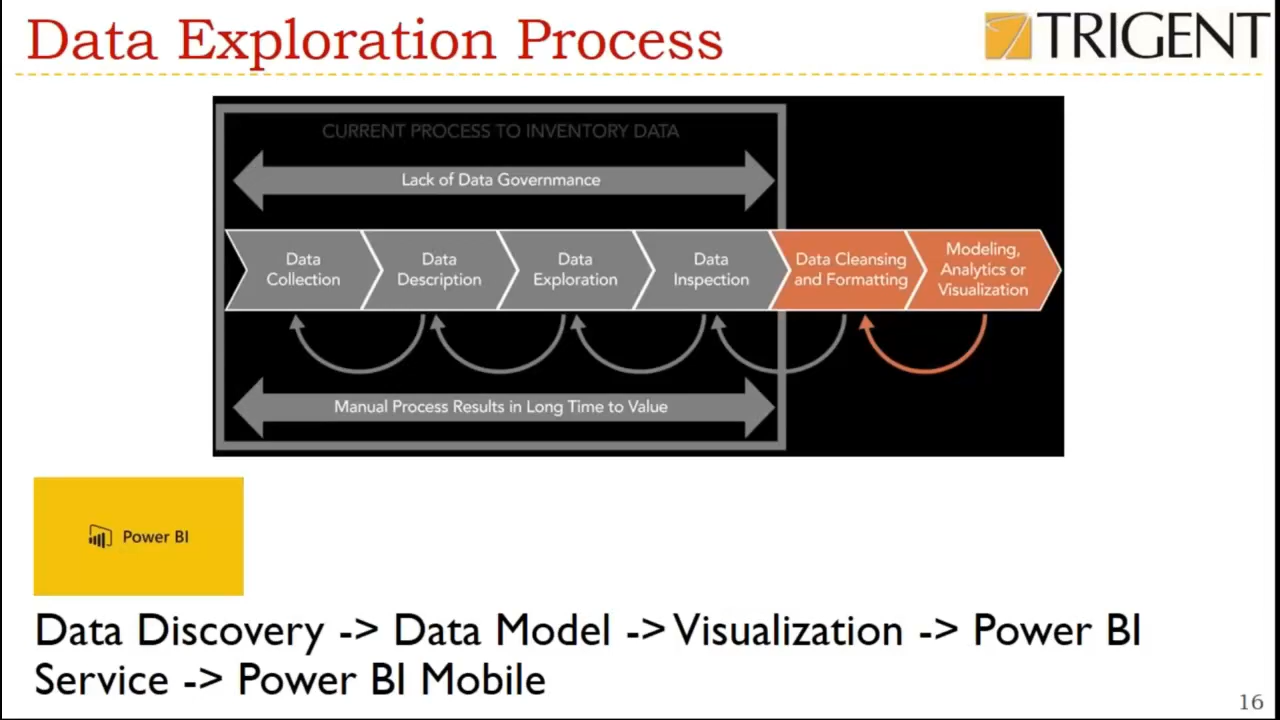 Data Exploration Process
TRIGENT
CURRENT PROCESS TO INVENTORY DATA
Lack of Data Governmance
Data
Collection
Data
Description
Data
Exploration
Data
Inspection
Data Cleansing
and Formatting
Modeling,
Analytics or
Visualization
Manual Process Results in Long Time to Value
Power BI
Data Discovery -> Data Model -> Visualization -> Power BI
Service -> Power BI Mobile
16